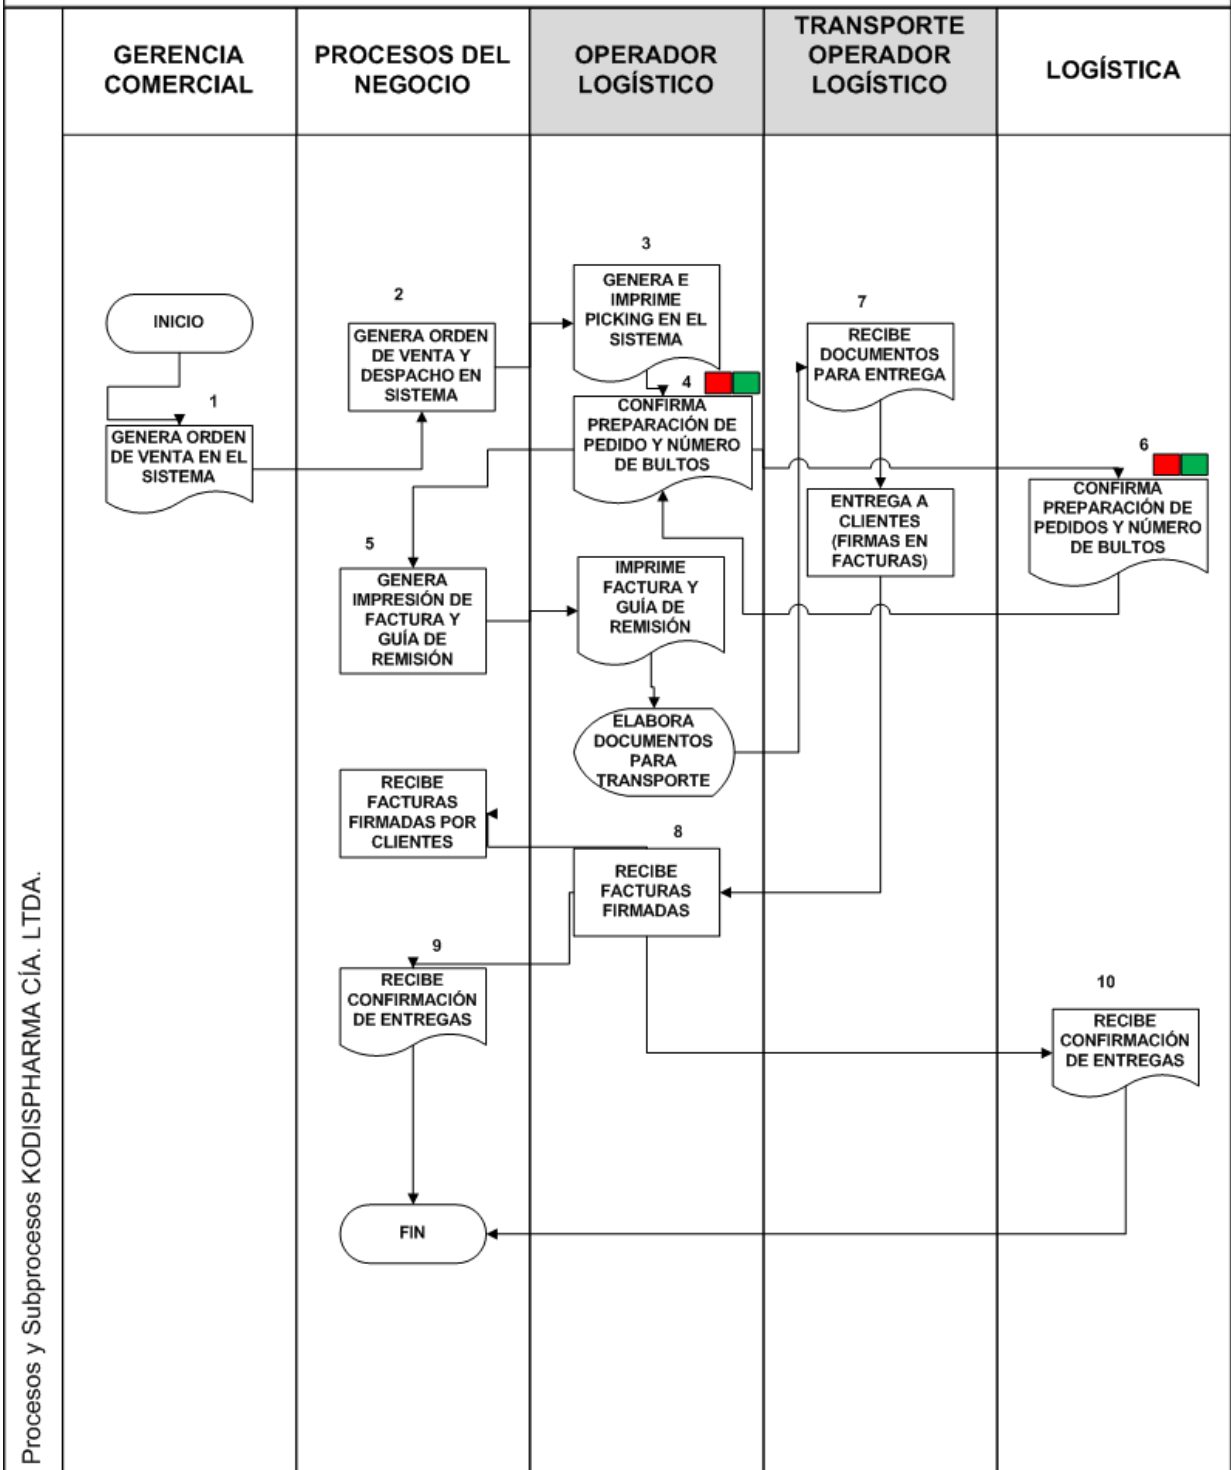 GERENCIA
COMERCIAL
PROCESOS DEL
NEGOCIO
OPERADOR
LOGÍSTICO
TRANSPORTE
OPERADOR
LOGÍSTICO
LOGÍSTICA
INICIO
1
GENERA ORDEN
DE VENTA EN EL
SISTEMA
2
GENERA ORDEN
DE VENTA Y
DESPACHO EN
SISTEMA
3
GENERA E
IMPRIME
PICKING EN EL
SISTEMA
4
CONFIRMA
PREPARACIÓN DE
PEDIDO Y NÚMERO
DE BULTOS
5
GENERA
IMPRESIÓN DE
FACTURA Y
GUÍA DE
REMISIÓN
IMPRIME
FACTURA Y
GUÍA DE
REMISIÓN
ELABORA
DOCUMENTOS
PARA
TRANSPORTE
6
CONFIRMA
PREPARACIÓN DE
PEDIDOS Y NÚMERO
DE BULTOS
7
RECIBE
DOCUMENTOS
PARA ENTREGA
ENTREGA A
CLIENTES
(FIRMAS EN
FACTURAS)
RECIBE
FACTURAS
FIRMADAS POR
CLIENTES
8
RECIBE
FACTURAS
FIRMADAS
9
RECIBE
CONFIRMACIÓN
DE ENTREGAS
10
RECIBE
CONFIRMACIÓN
DE ENTREGAS
FIN
Procesos y Subprocesos KODISPHARMA CÍA. LTDA.